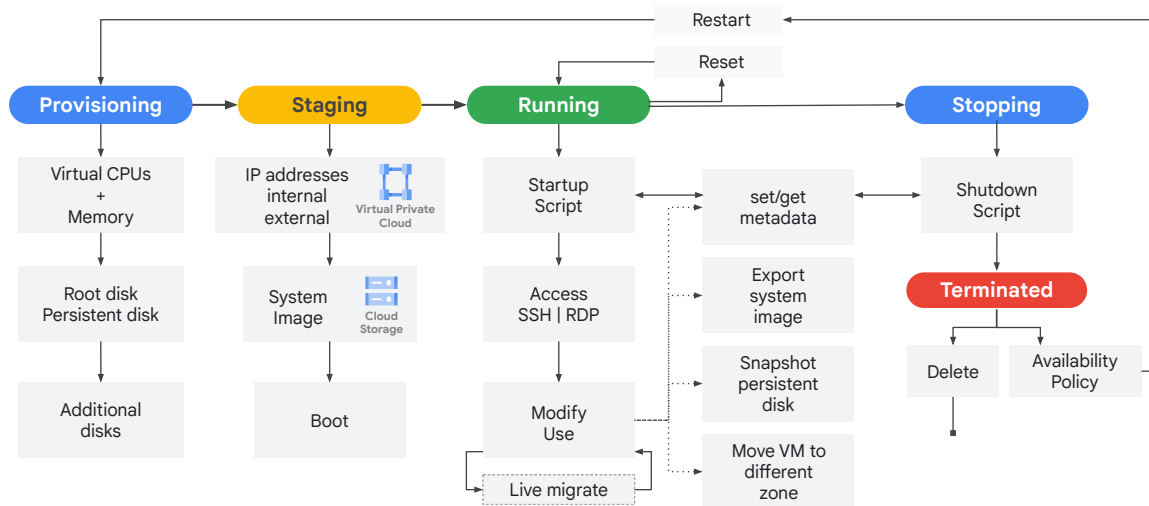 Restart
Reset
Provisioning
Staging
Running
Stopping
Virtual CPUs
+
Memory
Root disk
Persistent disk
Additional
disks
IP addresses
internal
external
Virtual Private
Cloud
System
Image
Cloud
Storage
Boot
Startup
Script
Access
SSH | RDP
Modify
Use
Live migrate
set/get
metadata
Export
system
image
Snapshot
persistent
disk
Move VM to
different
zone
Shutdown
Script
Terminated
Delete
Availability
Policy